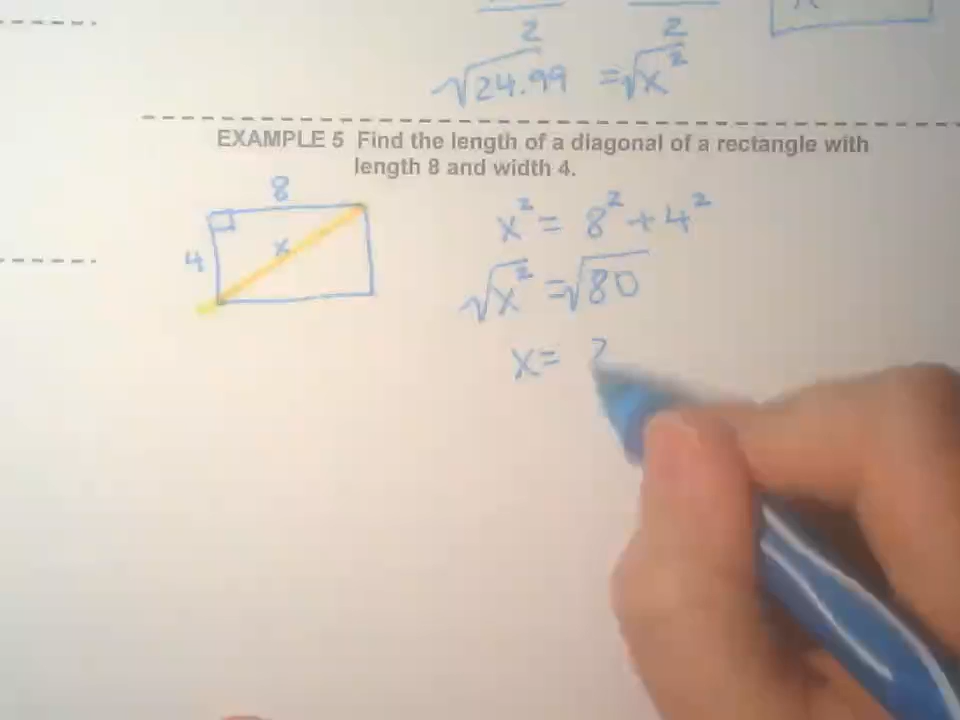 2 2
√24.99 = √x²
EXAMPLE 5 Find the length of a diagonal of a rectangle with
length 8 and width 4.
8
4 x
x² = 8² + 4²
√x² = √80
x =